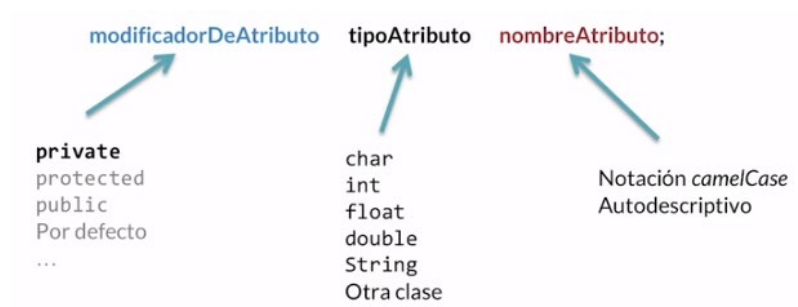 modificadorDeAtributo tipoAtributo nombreAtributo;
private
protected
public
Por defecto
...
char
int
float
double
String
Otra clase
Notación camelCase
Autodescriptivo